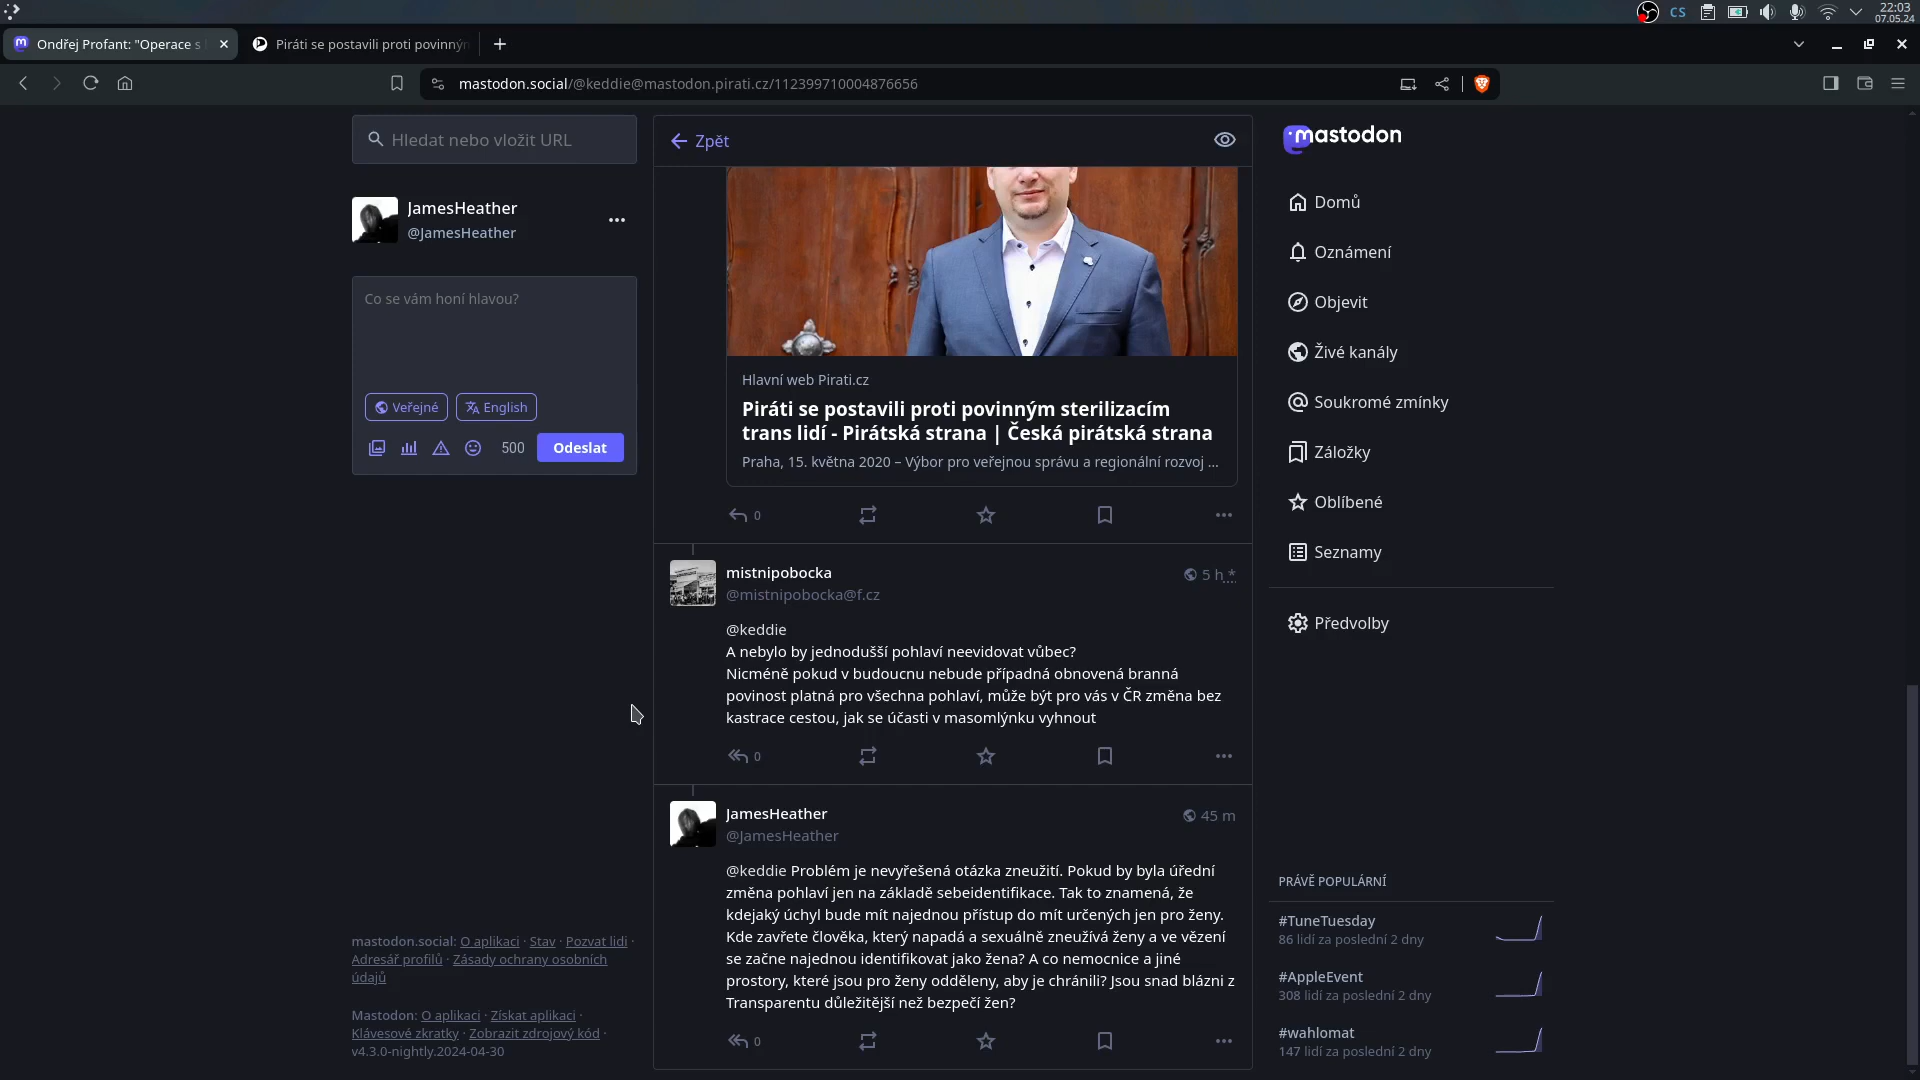 CS
22:03
07.05.24
Ondřej Profant: "Operace s
Piráti se postavili proti povinným
mastodon.social/@keddie@mastodon.pirati.cz/112399710004876656
Hledat nebo vložit URL
JamesHeather
@JamesHeather
Co se vám honí hlavou?
Veřejné
English
500
Odeslat
mastodon.social: O aplikaci · Stav · Pozvat lidi ·
Adresář profilů · Zásady ochrany osobních
údajů
Mastodon: O aplikaci · Získat aplikaci ·
Klávesové zkratky · Zobrazit zdrojový kód ·
v4.3.0-nightly.2024-04-30
Zpět
Hlavní web Pirati.cz
Piráti se postavili proti povinným sterilizacím
trans lidí - Pirátská strana | Česká pirátská strana
Praha, 15. května 2020 – Výbor pro veřejnou správu a regionální rozvoj ...
0
mistnipobocka
5 h *
@mistnipobocka@f.cz
@keddie
A nebylo by jednodušší pohlaví neevidovat vůbec?
Nicméně pokud v budoucnu nebude případná obnovená branná
povinost platná pro všechna pohlaví, může být pro vás v ČR změna bez
kastrace cestou, jak se účasti v masomlýnku vyhnout
0
JamesHeather
45 m
@JamesHeather
@keddie Problém je nevyřešená otázka zneužití. Pokud by byla úřední
změna pohlaví jen na základě sebeidentifikace. Tak to znamená, že
kdejaký úchyl bude mít najednou přístup do mít určených jen pro ženy.
Kde zavřete člověka, který napadá a sexuálně zneužívá ženy a ve vězení
se začne najednou identifikovat jako žena? A co nemocnice a jiné
prostory, které jsou pro ženy odděleny, aby je chránili? Jsou snad blázni z
Transparentu důležitější než bezpečí žen?
0
mastodon
Domů
Oznámení
Objevit
Živé kanály
Soukromé zmínky
Záložky
Oblíbené
Seznamy
Předvolby
PRÁVĚ POPULÁRNÍ
#TuneTuesday
86 lidí za poslední 2 dny
#AppleEvent
308 lidí za poslední 2 dny
#wahlomat
147 lidí za poslední 2 dny